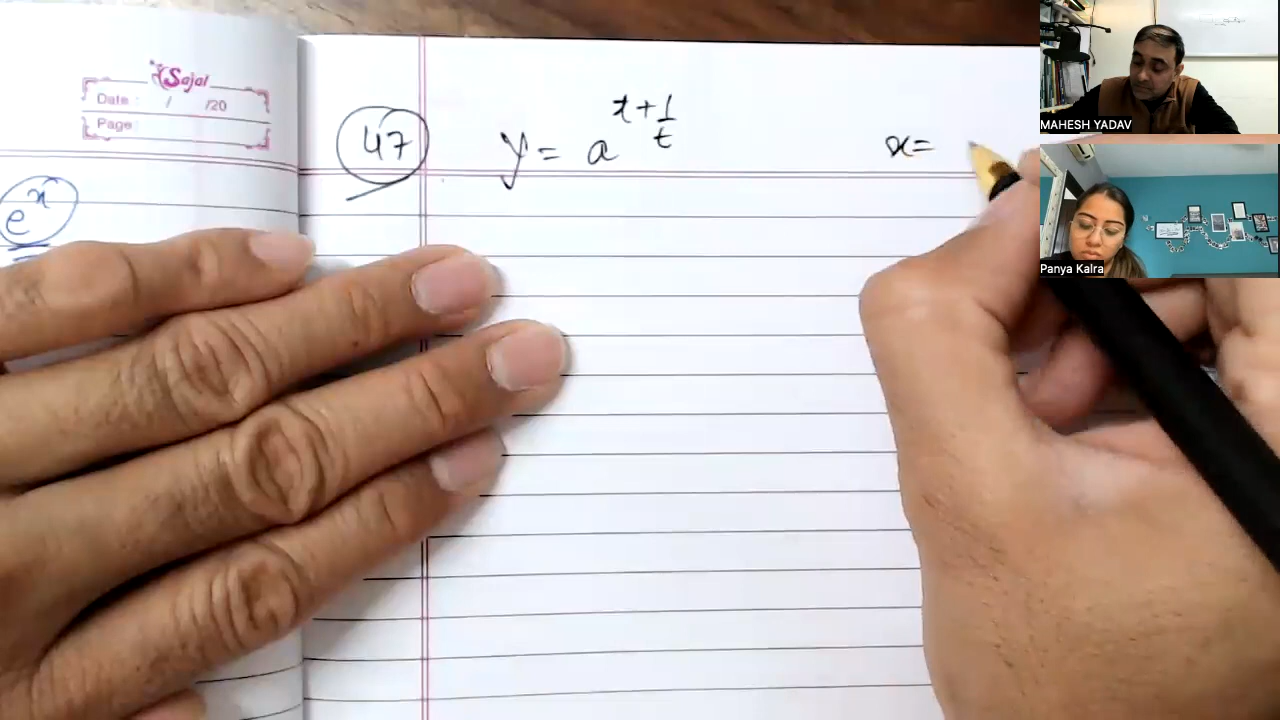 Sajal
Date : / /20
Page:
e^x
47 y = a^{t + 1/t} x =
MAHESH YADAV
Panya Kalra